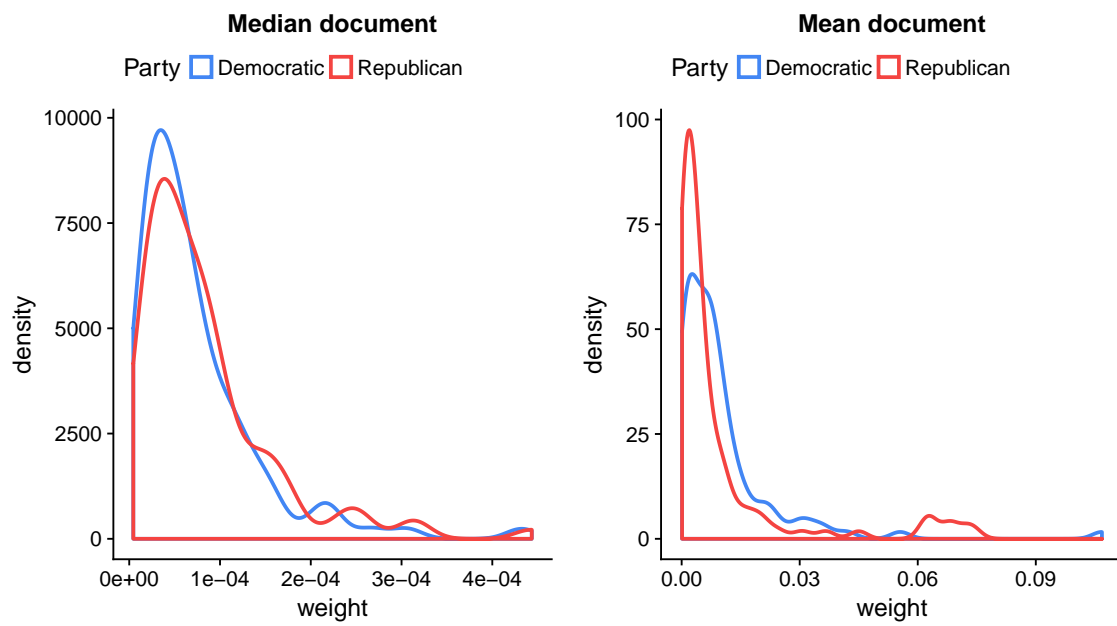 Median document
Party Democratic Republican
10000
7500
5000
2500
0
density
0e+00 1e−04 2e−04 3e−04 4e−04
weight
Mean document
Party Democratic Republican
100
75
50
25
0
density
0.00 0.03 0.06 0.09
weight